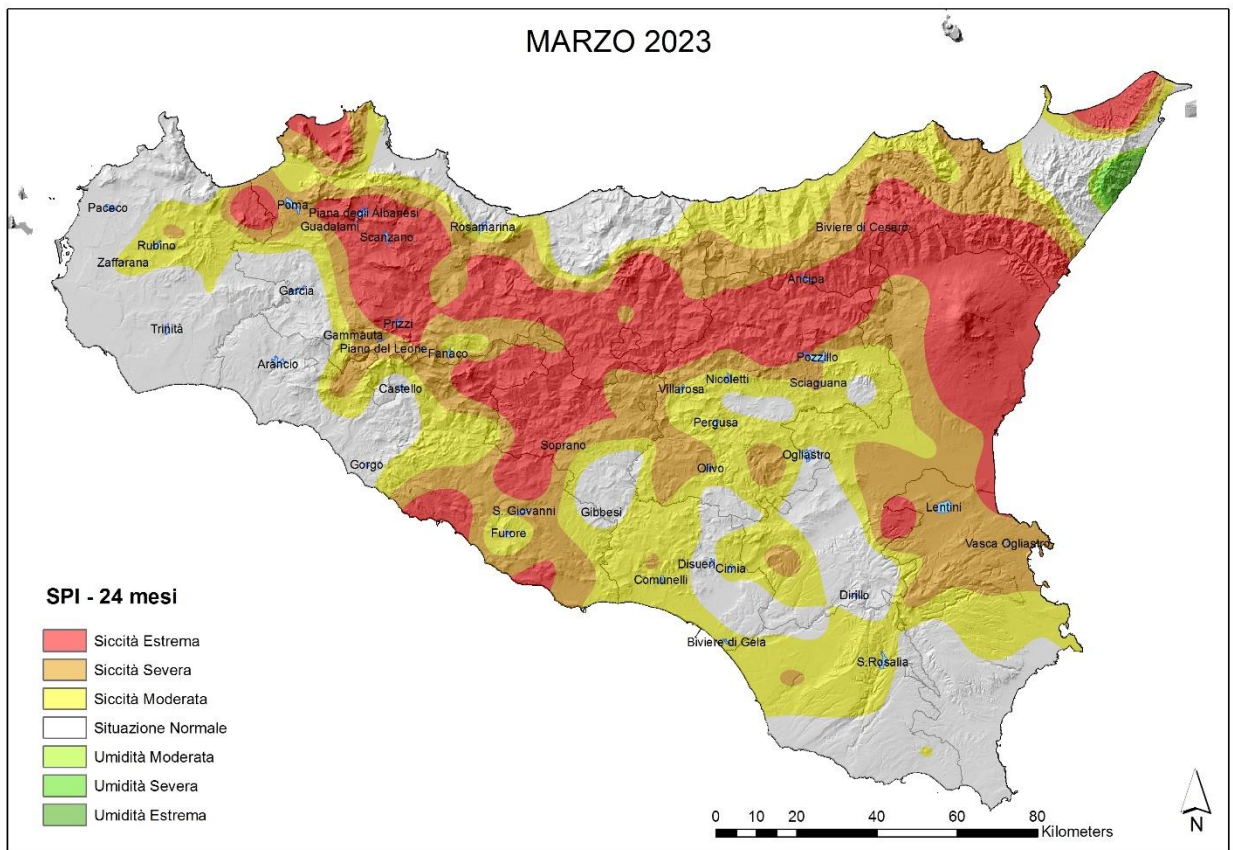 MARZO 2023
Paceco
Poma
Piana degli Albanesi
Guadalami
Scanzano
Rosamarina
Biviere di Cesarò
Rubino
Zaffarana
Garcia
Ancipa
Trinità
Prizzi
Gammauta
Piano del Leone
Fanaco
Arancio
Castello
Pozzillo
Nicoletti
Sciaguana
Villarosa
Pergusa
Soprano
Gorgo
Olivo
Ogliastro
S. Giovanni
Gibbesi
Furore
Lentini
Vasca Ogliastro
Disueri
Cimia
Comunelli
Dirillo
Biviere di Gela
S.Rosalia
SPI - 24 mesi
Siccità Estrema
Siccità Severa
Siccità Moderata
Situazione Normale
Umidità Moderata
Umidità Severa
Umidità Estrema
0 10 20 40 60 80
Kilometers
N